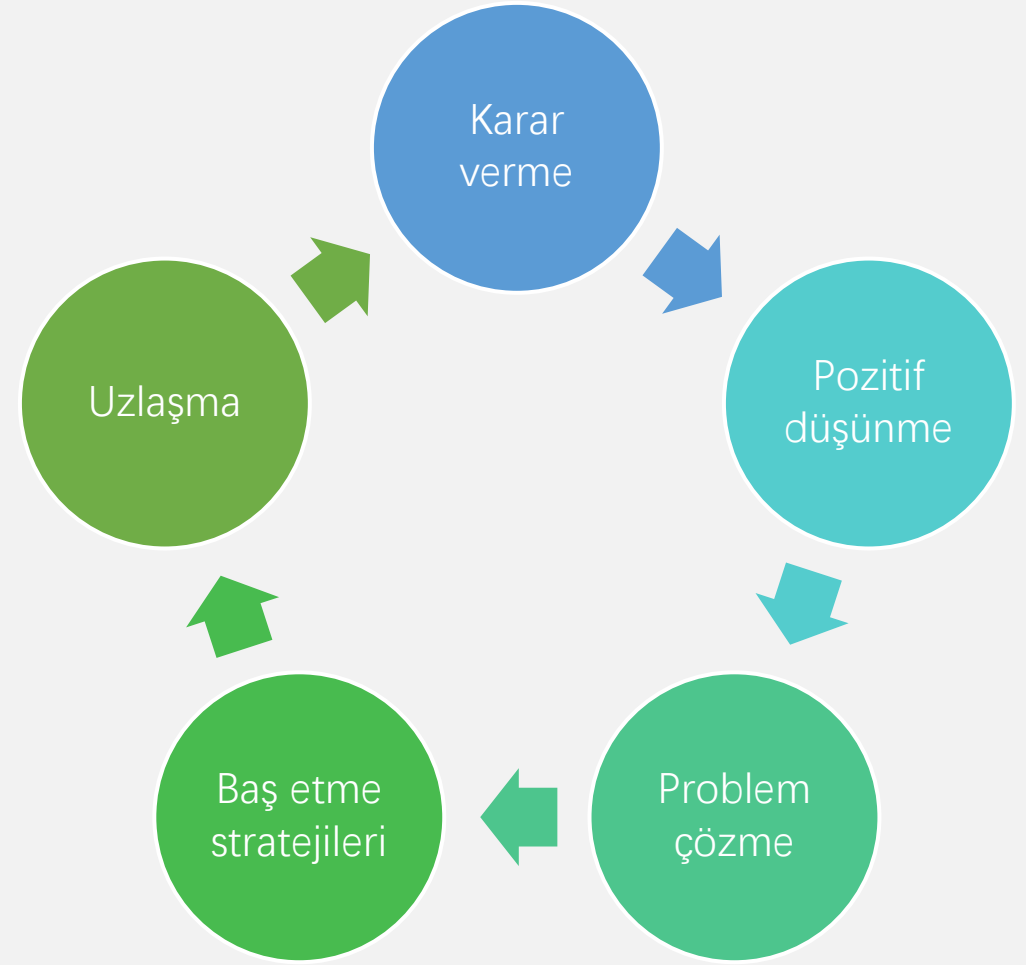 Karar
verme
Pozitif
düşünme
Problem
çözme
Baş etme
stratejileri
Uzlaşma